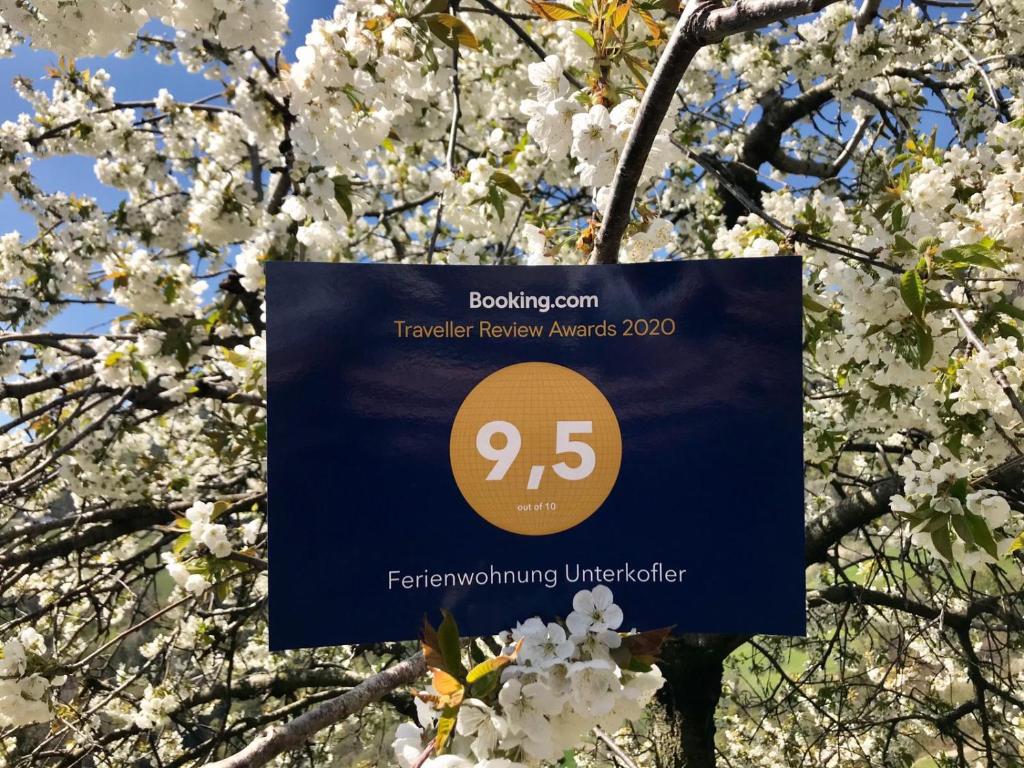 Booking.com
Traveller Review Awards 2020
9,5
out of 10
Ferienwohnung Unterkofler